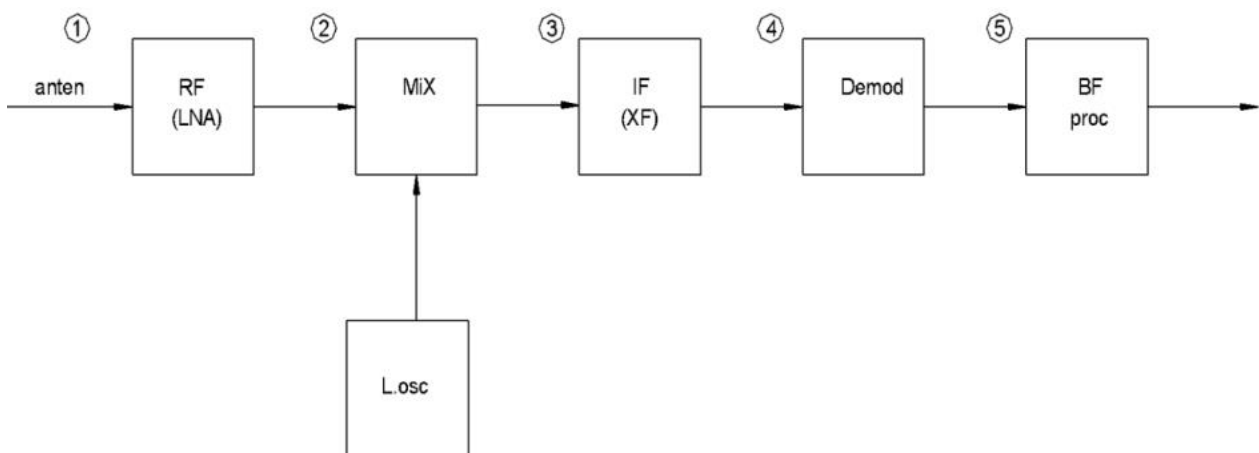 ①
②
③
④
⑤
anten
RF
(LNA)
MiX
IF
(XF)
Demod
BF
proc
L.osc